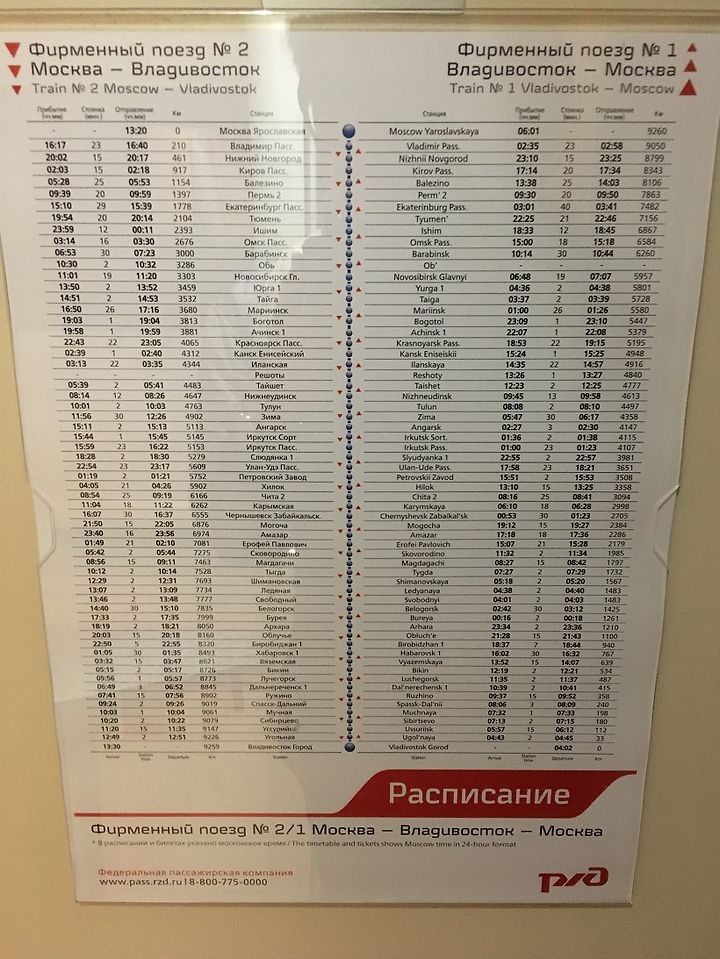 Фирменный поезд № 2 Фирменный поезд № 1
Москва – Владивосток Владивосток – Москва
Train № 2 Moscow – Vladivostok Train № 1 Vladivostok – Moscow
Прибытие Стоянка Отправление Км Станция Станция Прибытие Стоянка Отправление Км
(чч:мм) (мин.) (чч:мм) (чч:мм) (мин.) (чч:мм)
- - 13:20 0 Москва Ярославская Moscow Yaroslavskaya 06:01 - - 9260
16:17 23 16:40 210 Владимир Пасс. Vladimir Pass. 02:35 23 02:58 9050
20:02 15 20:17 461 Нижний Новгород Nizhnii Novgorod 23:10 15 23:25 8799
02:03 15 02:18 917 Киров Пасс. Kirov Pass. 17:14 20 17:34 8343
05:28 25 05:53 1154 Балезино Balezino 13:38 25 14:03 8106
09:39 20 09:59 1397 Пермь 2 Perm' 2 09:30 20 09:50 7863
15:10 29 15:39 1778 Екатеринбург Пасс. Ekaterinburg Pass. 03:01 40 03:41 7482
19:54 20 20:14 2104 Тюмень Tyumen' 22:25 21 22:46 7156
23:59 12 00:11 2393 Ишим Ishim 18:33 12 18:45 6867
03:14 16 03:30 2676 Омск Пасс. Omsk Pass. 15:00 18 15:18 6584
06:53 30 07:23 3000 Барабинск Barabinsk 10:14 30 10:44 6260
10:30 2 10:32 3286 Обь Ob' - - - -
11:01 19 11:20 3303 Новосибирск Гл. Novosibirsk Glavnyi 06:48 19 07:07 5957
13:50 2 13:52 3459 Юрга 1 Yurga 1 04:36 2 04:38 5801
14:51 2 14:53 3532 Тайга Taiga 03:37 2 03:39 5728
16:50 26 17:16 3680 Мариинск Mariinsk 01:00 26 01:26 5580
19:03 1 19:04 3813 Боготол Bogotol 23:09 1 23:10 5447
19:58 1 19:59 3881 Ачинск 1 Achinsk 1 22:07 1 22:08 5379
22:43 22 23:05 4065 Красноярск Пасс. Krasnoyarsk Pass. 18:53 22 19:15 5195
02:39 1 02:40 4312 Канск Енисейский Kansk Eniseiskii 15:24 1 15:25 4948
03:13 22 03:35 4344 Иланская Ilanskaya 14:35 22 14:57 4916
- - - - Решоты Reshoty 13:26 1 13:27 4840
05:39 2 05:41 4483 Тайшет Taishet 12:23 2 12:25 4777
08:14 12 08:26 4647 Нижнеудинск Nizhneudinsk 09:45 13 09:58 4613
10:01 2 10:03 4763 Тулун Tulun 08:08 2 08:10 4497
11:56 30 12:26 4902 Зима Zima 05:47 30 06:17 4358
15:11 2 15:13 5113 Ангарск Angarsk 02:27 3 02:30 4147
15:44 1 15:45 5145 Иркутск Сорт Irkutsk Sort. 01:36 2 01:38 4115
15:59 23 16:22 5153 Иркутск Пасс. Irkutsk Pass. 01:00 23 01:23 4107
18:28 2 18:30 5279 Слюдянка 1 Slyudyanka 1 22:55 2 22:57 3981
22:54 23 23:17 5609 Улан-Удэ Пасс. Ulan-Ude Pass. 17:58 23 18:21 3651
01:19 2 01:21 5752 Петровский Завод Petrovskii Zavod 15:51 2 15:53 3508
04:05 21 04:26 5902 Хилок Hilok 13:10 15 13:25 3358
08:54 25 09:19 6166 Чита 2 Chita 2 08:16 25 08:41 3094
11:04 18 11:22 6262 Карымская Karymskaya 06:10 18 06:28 2998
16:07 30 16:37 6555 Чернышевск Забайкальск. Chernyshevsk Zabaikal'sk 00:53 30 01:23 2705
21:50 15 22:05 6876 Могоча Mogocha 19:12 15 19:27 2384
23:40 16 23:56 6974 Амазар Amazar 17:18 18 17:36 2286
01:49 21 02:10 7081 Ерофей Павлович Erofei Pavlovich 15:07 21 15:28 2179
05:42 2 05:44 7275 Сковородино Skovorodino 11:32 2 11:34 1985
08:56 15 09:11 7463 Магдагачи Magdagachi 08:27 15 08:42 1797
10:12 2 10:14 7528 Тыгда Tygda 07:27 2 07:29 1732
12:29 2 12:31 7693 Шимановская Shimanovskaya 05:18 2 05:20 1567
13:07 2 13:09 7734 Ледяная Ledyanaya 04:38 2 04:40 1483
13:46 2 13:48 7777 Свободный Svobodnyi 04:01 2 04:03 1483
14:40 30 15:10 7835 Белогорск Belogorsk 02:42 30 03:12 1425
17:33 2 17:35 7999 Бурея Bureya 00:16 2 00:18 1261
18:19 2 18:21 8050 Архара Arhara 23:34 2 23:36 1210
20:03 15 20:18 8160 Облучье Obluch'e 21:28 15 21:43 1100
22:50 5 22:55 8320 Биробиджан 1 Birobidzhan 1 18:37 7 18:44 940
01:05 30 01:35 8493 Хабаровск 1 Habarovsk 1 16:02 30 16:32 767
03:32 15 03:47 8621 Вяземская Vyazemskaya 13:52 15 14:07 639
05:15 2 05:17 8726 Бикин Bikin 12:19 2 12:21 534
05:56 1 05:57 8773 Лучегорск Luchegorsk 11:35 2 11:37 487
06:49 3 06:52 8845 Дальнереченск 1 Dal'nerechensk 1 10:39 2 10:41 415
07:41 15 07:56 8902 Ружино Ruzhino 09:37 15 09:52 358
09:24 2 09:26 9019 Спасск-Дальний Spassk-Dal'nii 08:06 3 08:09 240
10:03 1 10:04 9061 Мучная Muchnaya 07:32 1 07:33 198
10:20 2 10:22 9079 Сибирцево Sibirtsevo 07:13 2 07:15 180
11:20 15 11:35 9147 Уссурийск Ussuriisk 05:57 15 06:12 112
12:49 2 12:51 9226 Угольная Ugol'naya 04:43 2 04:45 33
13:30 9259 Владивосток Город Vladivostok Gorod - 04:02 0
Arrival Station time Departure Km Station Station Arrival Station time Departure Km
Расписание
Фирменный поезд № 2/1 Москва – Владивосток – Москва
* В расписании и билетах указано московское время / The timetable and tickets shows Moscow time in 24-hour format
Федеральная пассажирская компания
www.pass.rzd.ru | 8-800-775-0000
ржд